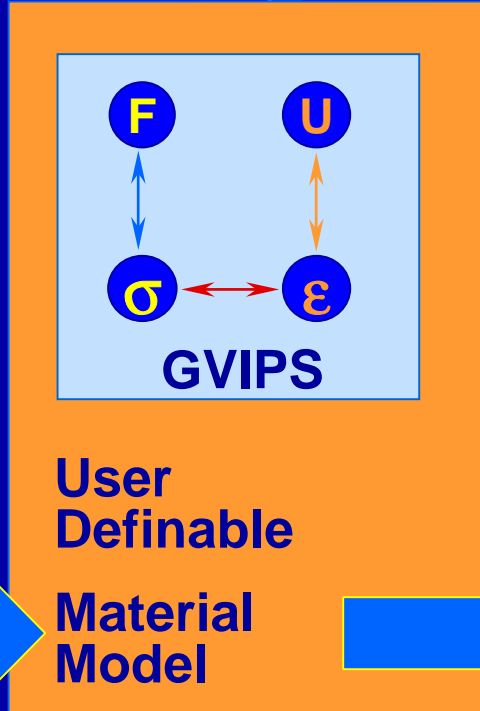 F U
σ ε
GVIPS
User
Definable
Material
Model